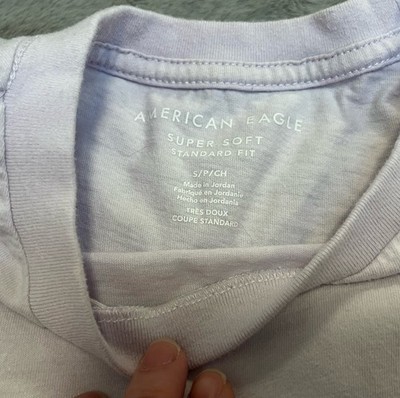 AMERICAN EAGLE
SUPER SOFT
STANDARD FIT
S/P/CH
Made in Jordan
Fabriqué en Jordanie
Hecho en Jordania
TRÈS DOUX
COUPE STANDARD